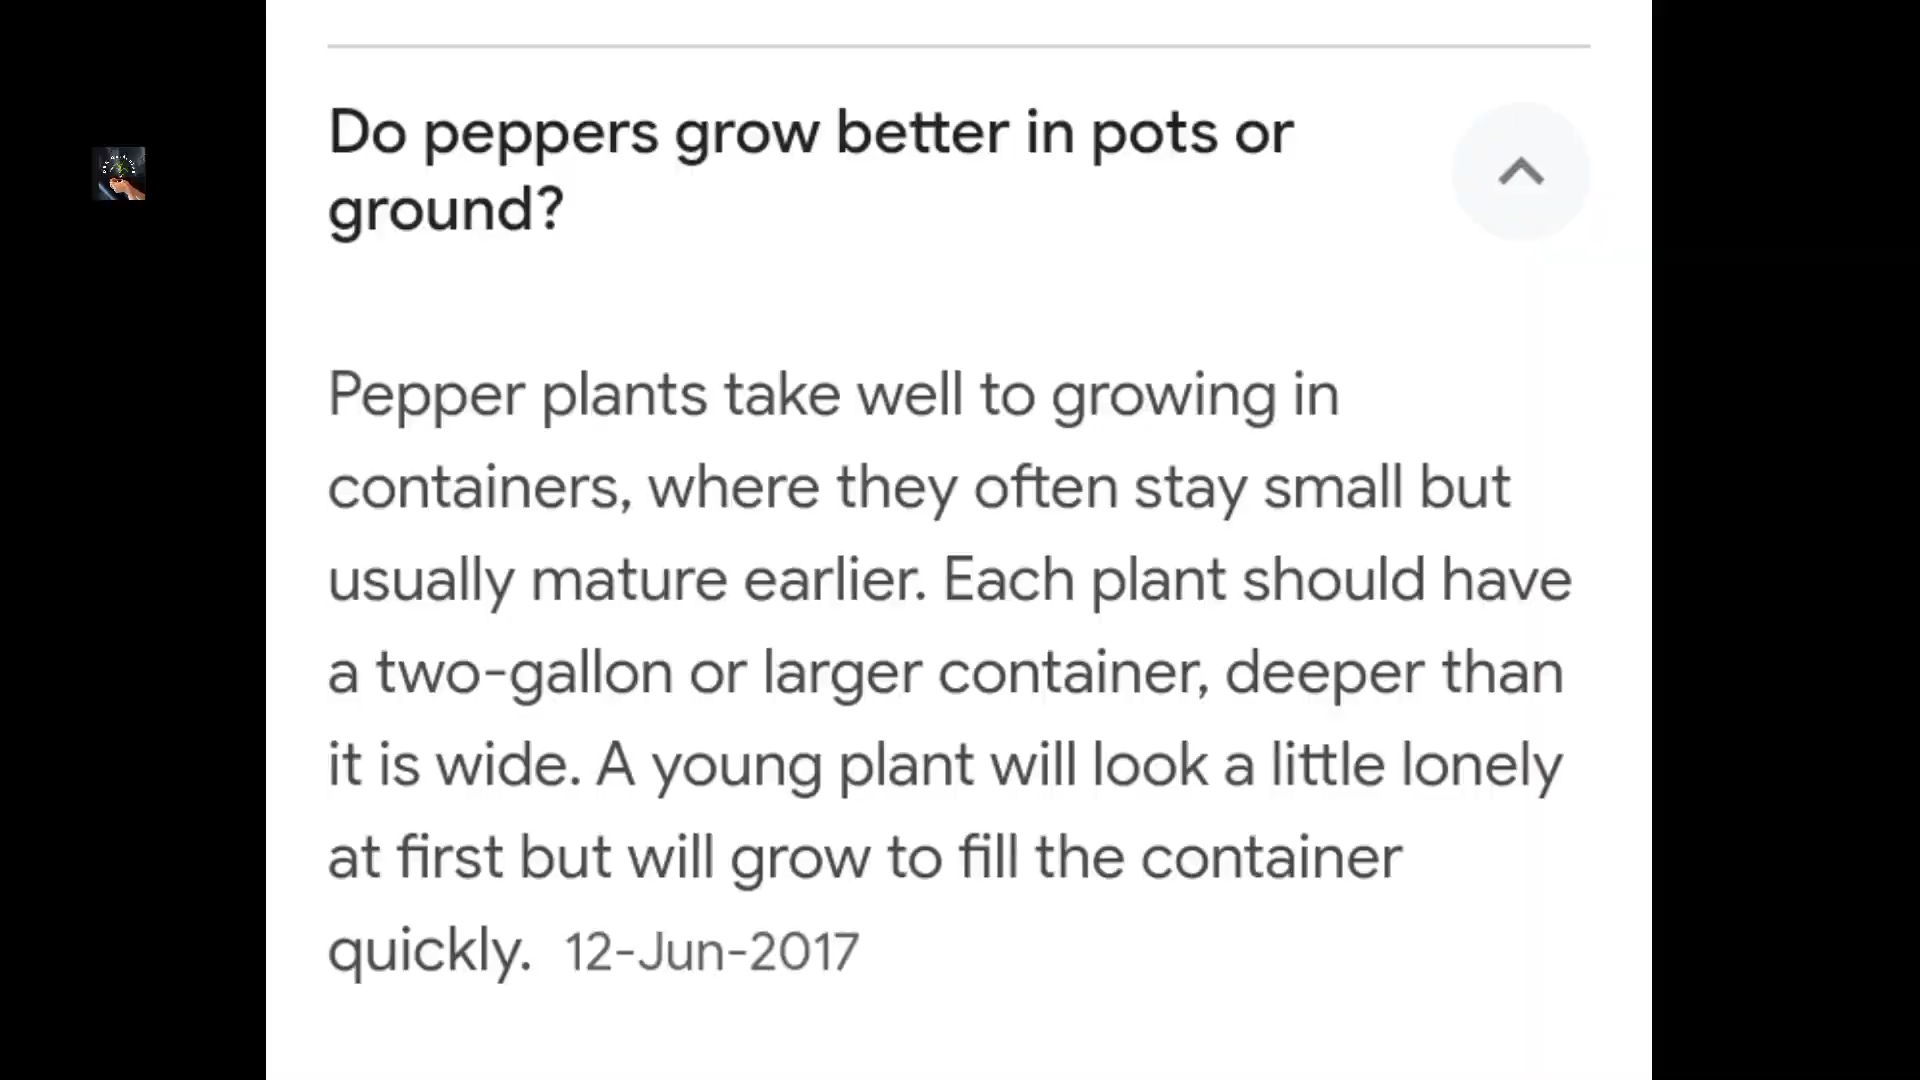 Do peppers grow better in pots or
ground?
Pepper plants take well to growing in
containers, where they often stay small but
usually mature earlier. Each plant should have
a two-gallon or larger container, deeper than
it is wide. A young plant will look a little lonely
at first but will grow to fill the container
quickly. 12-Jun-2017